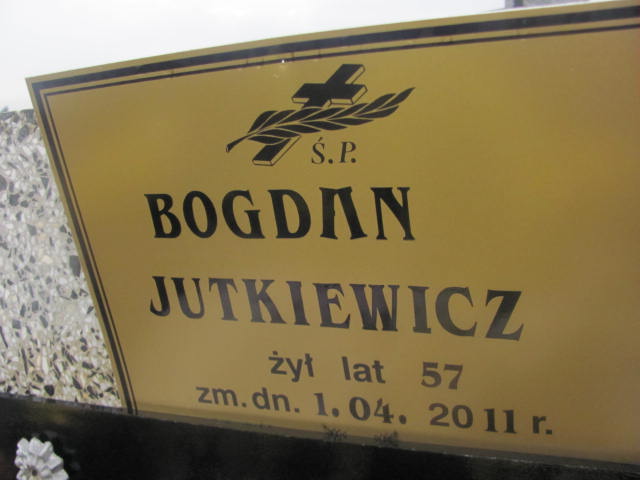 Ś.P.
BOGDAN
JUTKIEWICZ
żył lat 57
zm.dn. 1.04. 2011 r.